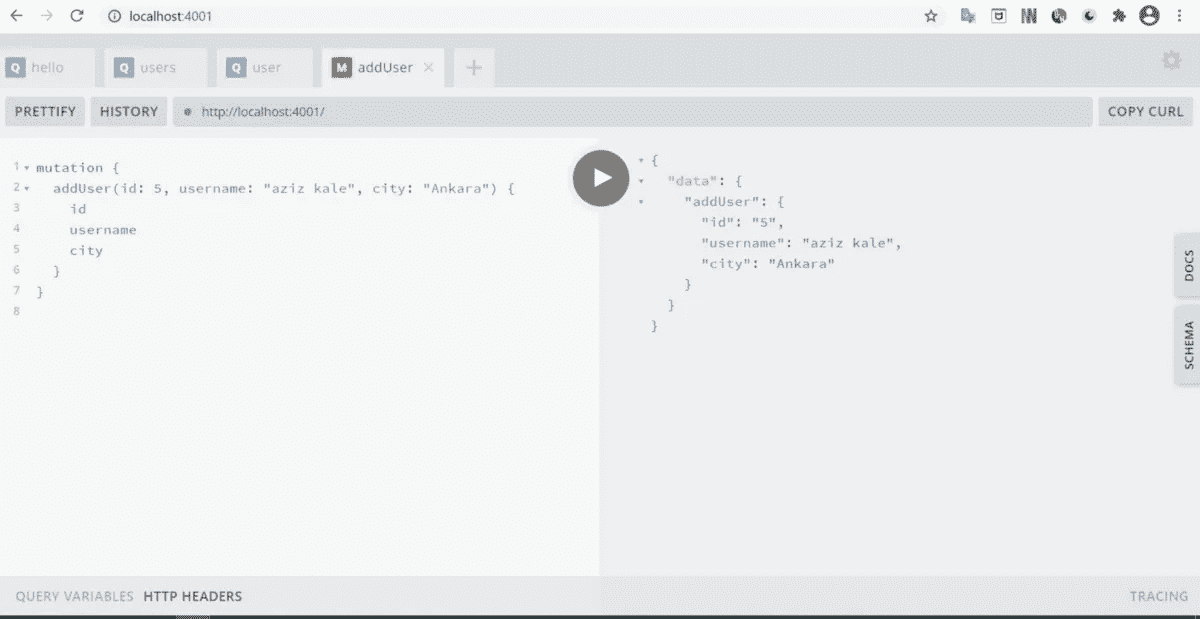 localhost:4001
Q hello Q users Q user M addUser × +
PRETTIFY HISTORY http://localhost:4001/ COPY CURL
1 mutation {
2 addUser(id: 5, username: "aziz kale", city: "Ankara") {
3 id
4 username
5 city
6 }
7 }
8
{
"data": {
"addUser": {
"id": "5",
"username": "aziz kale",
"city": "Ankara"
}
}
}
DOCS
SCHEMA
QUERY VARIABLES HTTP HEADERS TRACING